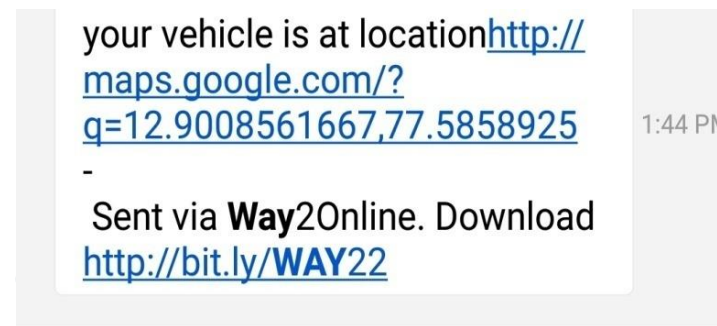 your vehicle is at locationhttp://
maps.google.com/?
q=12.9008561667,77.5858925
1:44 PM
-
Sent via Way2Online. Download
http://bit.ly/WAY22